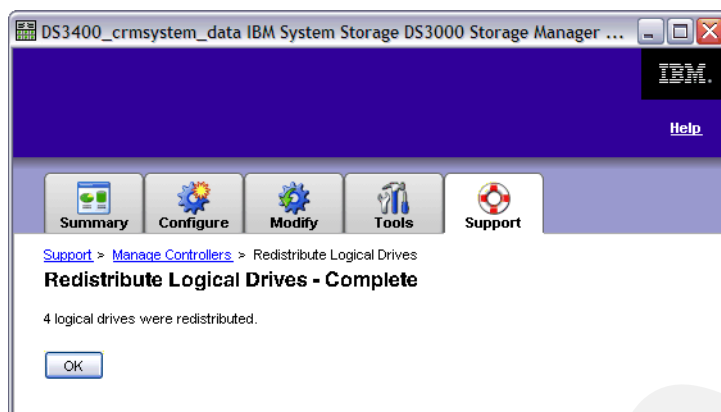 DS3400_crmsystem_data IBM System Storage DS3000 Storage Manager ...
IBM.
Help
Summary Configure Modify Tools Support
Support > Manage Controllers > Redistribute Logical Drives
Redistribute Logical Drives - Complete
4 logical drives were redistributed.
OK